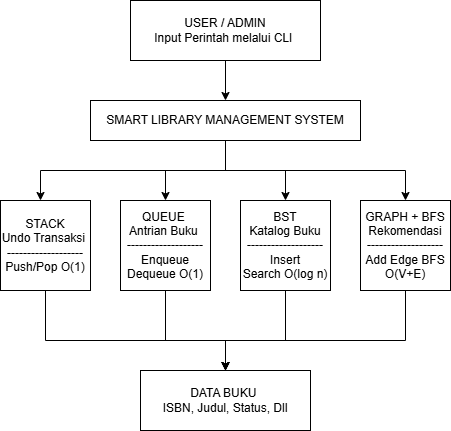 USER / ADMIN
Input Perintah melalui CLI
SMART LIBRARY MANAGEMENT SYSTEM
STACK
Undo Transaksi
-------------------
Push/Pop O(1)
QUEUE
Antrian Buku
-------------------
Enqueue
Dequeue O(1)
BST
Katalog Buku
-------------------
Insert
Search O(log n)
GRAPH + BFS
Rekomendasi
-------------------
Add Edge BFS
O(V+E)
DATA BUKU
ISBN, Judul, Status, Dll